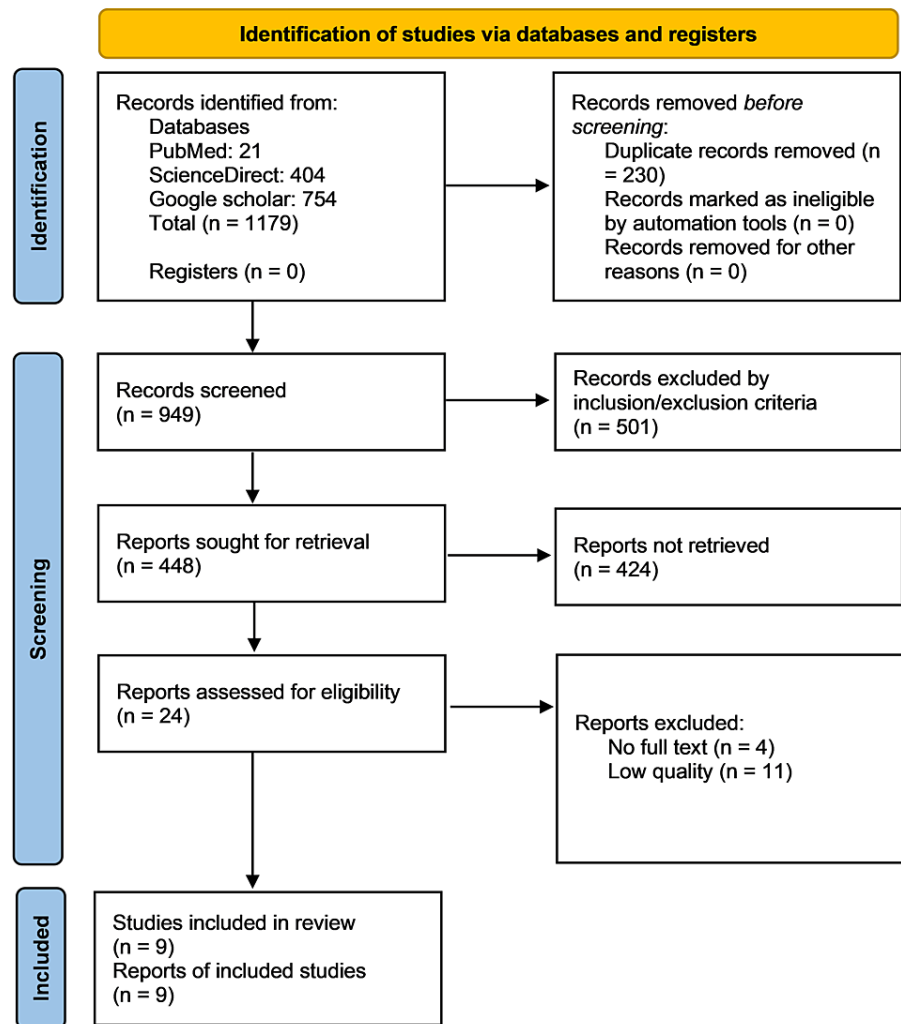 Identification of studies via databases and registers
Identification
Records identified from:
Databases
PubMed: 21
ScienceDirect: 404
Google scholar: 754
Total (n = 1179)
Registers (n = 0)
Records removed before
screening:
Duplicate records removed (n
= 230)
Records marked as ineligible
by automation tools (n = 0)
Records removed for other
reasons (n = 0)
Screening
Records screened
(n = 949)
Records excluded by
inclusion/exclusion criteria
(n = 501)
Reports sought for retrieval
(n = 448)
Reports not retrieved
(n = 424)
Reports assessed for eligibility
(n = 24)
Reports excluded:
No full text (n = 4)
Low quality (n = 11)
Included
Studies included in review
(n = 9)
Reports of included studies
(n = 9)